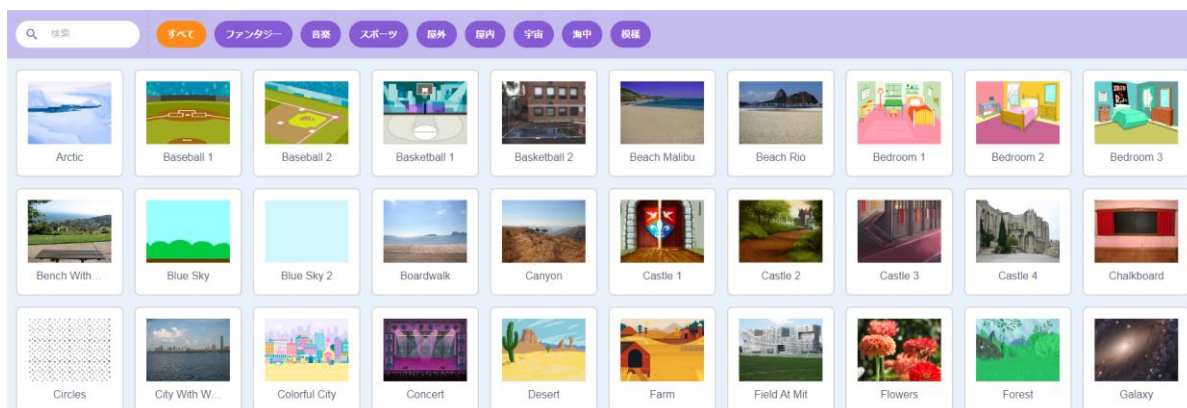 検索 すべて ファンタジー 音楽 スポーツ 屋外 屋内 宇宙 海中 模様
Arctic Baseball 1 Baseball 2 Basketball 1 Basketball 2 Beach Malibu Beach Rio Bedroom 1 Bedroom 2 Bedroom 3
Bench With... Blue Sky Blue Sky 2 Boardwalk Canyon Castle 1 Castle 2 Castle 3 Castle 4 Chalkboard
Circles City With W... Colorful City Concert Desert Farm Field At Mit Flowers Forest Galaxy